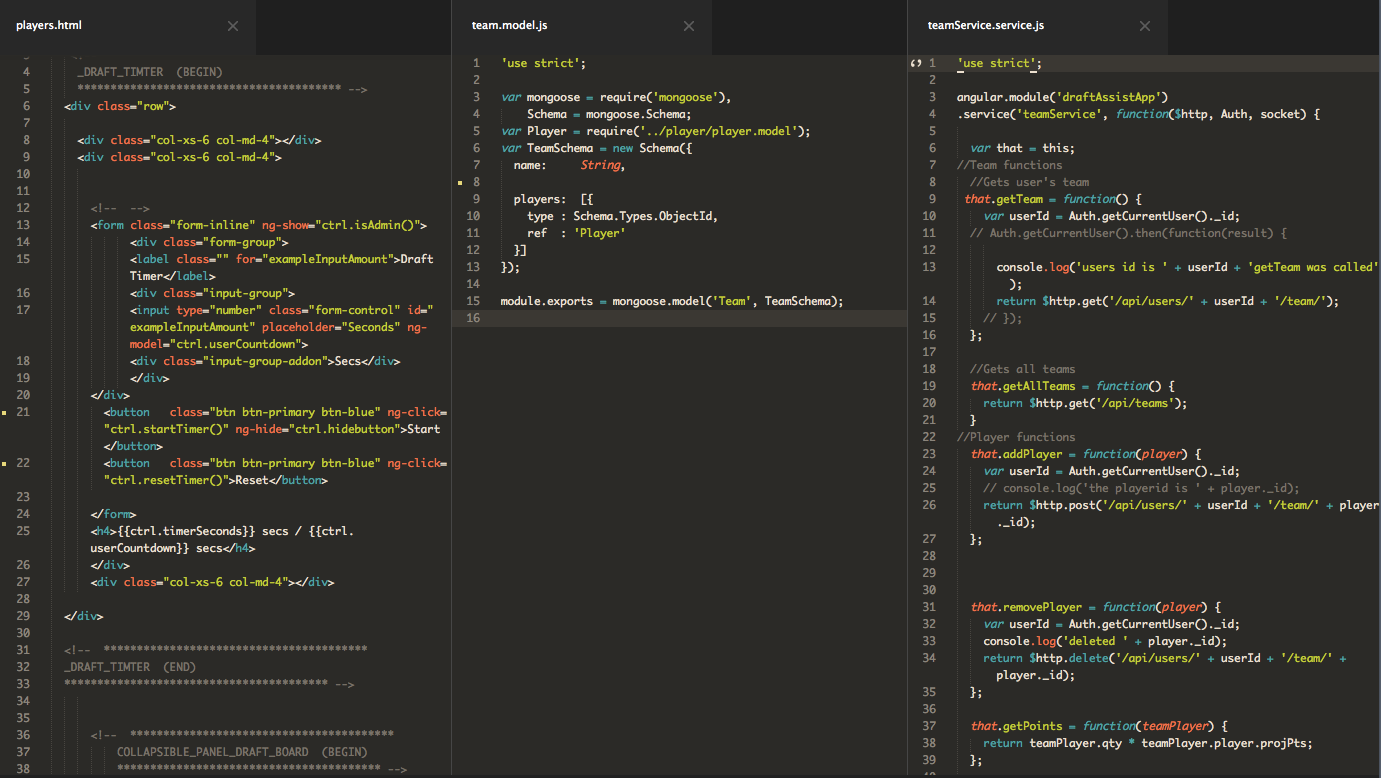 players.html
4 _DRAFT_TIMTER (BEGIN)
5 **************************************** -->
6 <div class="row">
7
8 <div class="col-xs-6 col-md-4"></div>
9 <div class="col-xs-6 col-md-4">
10
11
12 <!-- -->
13 <form class="form-inline" ng-show="ctrl.isAdmin()">
14 <div class="form-group">
15 <label class="" for="exampleInputAmount">Draft
Timer</label>
16 <div class="input-group">
17 <input type="number" class="form-control" id="
exampleInputAmount" placeholder="Seconds" ng-
model="ctrl.userCountdown">
18 <div class="input-group-addon">Secs</div>
19 </div>
20 </div>
21 <button class="btn btn-primary btn-blue" ng-click=
"ctrl.startTimer()" ng-hide="ctrl.hidebutton">Start
</button>
22 <button class="btn btn-primary btn-blue" ng-click=
"ctrl.resetTimer()">Reset</button>
23
24 </form>
25 <h4>{{ctrl.timerSeconds}} secs / {{ctrl.
userCountdown}} secs</h4>
26 </div>
27 <div class="col-xs-6 col-md-4"></div>
28
29 </div>
30
31 <!-- ****************************************
32 _DRAFT_TIMTER (END)
33 **************************************** -->
34
35
36 <!-- ****************************************
37 COLLAPSIBLE_PANEL_DRAFT_BOARD (BEGIN)
38 **************************************** -->
team.model.js
1 'use strict';
2
3 var mongoose = require('mongoose'),
4 Schema = mongoose.Schema;
5 var Player = require('../player/player.model');
6 var TeamSchema = new Schema({
7 name: String,
8
9 players: [{
10 type : Schema.Types.ObjectId,
11 ref : 'Player'
12 }]
13 });
14
15 module.exports = mongoose.model('Team', TeamSchema);
16
teamService.service.js
1 'use strict';
2
3 angular.module('draftAssistApp')
4 .service('teamService', function($http, Auth, socket) {
5
6 var that = this;
7 //Team functions
8 //Gets user's team
9 that.getTeam = function() {
10 var userId = Auth.getCurrentUser()._id;
11 // Auth.getCurrentUser().then(function(result) {
12
13 console.log('users id is ' + userId + 'getTeam was called'
);
14 return $http.get('/api/users/' + userId + '/team/');
15 // });
16 };
17
18 //Gets all teams
19 that.getAllTeams = function() {
20 return $http.get('/api/teams');
21 }
22 //Player functions
23 that.addPlayer = function(player) {
24 var userId = Auth.getCurrentUser()._id;
25 // console.log('the playerid is ' + player._id);
26 return $http.post('/api/users/' + userId + '/team/' + player
._id);
27 };
28
29
30
31 that.removePlayer = function(player) {
32 var userId = Auth.getCurrentUser()._id;
33 console.log('deleted ' + player._id);
34 return $http.delete('/api/users/' + userId + '/team/' +
player._id);
35 };
36
37 that.getPoints = function(teamPlayer) {
38 return teamPlayer.qty * teamPlayer.player.projPts;
39 };